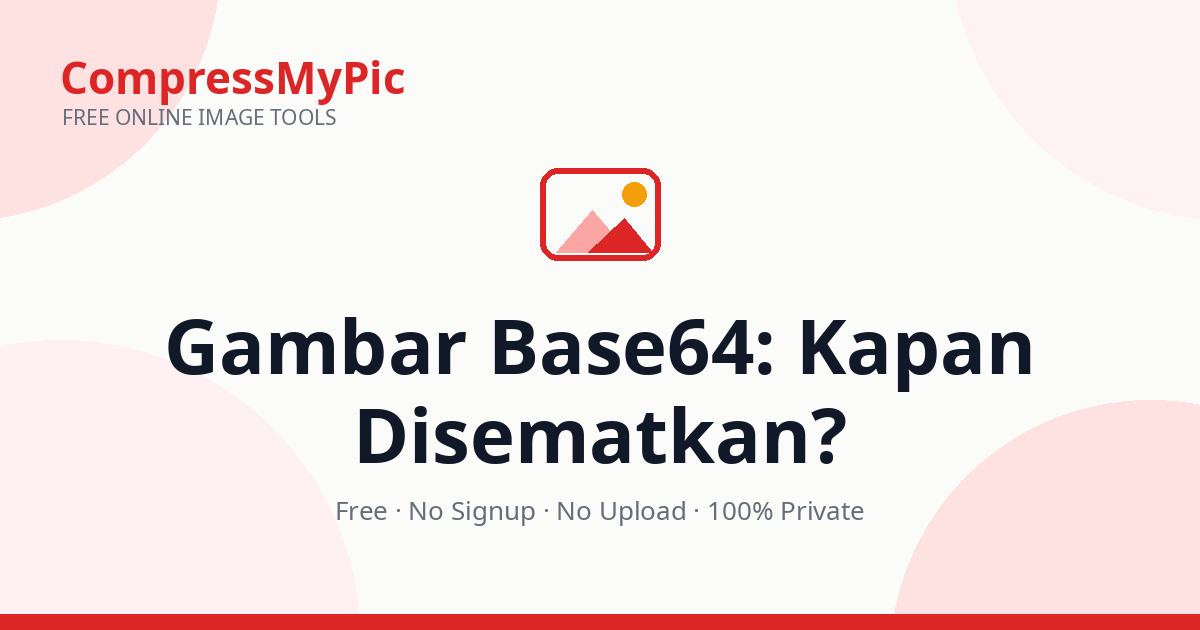 CompressMyPic
FREE ONLINE IMAGE TOOLS
Gambar Base64: Kapan
Disematkan?
Free · No Signup · No Upload · 100% Private